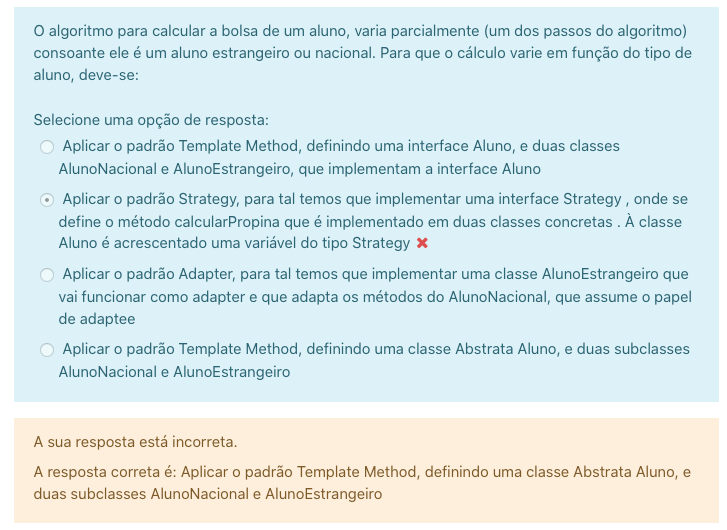 O algoritmo para calcular a bolsa de um aluno, varia parcialmente (um dos passos do algoritmo)
consoante ele é um aluno estrangeiro ou nacional. Para que o cálculo varie em função do tipo de
aluno, deve-se:
Selecione uma opção de resposta:
Aplicar o padrão Template Method, definindo uma interface Aluno, e duas classes
AlunoNacional e AlunoEstrangeiro, que implementam a interface Aluno
Aplicar o padrão Strategy, para tal temos que implementar uma interface Strategy , onde se
define o método calcularPropina que é implementado em duas classes concretas . À classe
Aluno é acrescentado uma variável do tipo Strategy
Aplicar o padrão Adapter, para tal temos que implementar uma classe AlunoEstrangeiro que
vai funcionar como adapter e que adapta os métodos do AlunoNacional, que assume o papel
de adaptee
Aplicar o padrão Template Method, definindo uma classe Abstrata Aluno, e duas subclasses
AlunoNacional e AlunoEstrangeiro
A sua resposta está incorreta.
A resposta correta é: Aplicar o padrão Template Method, definindo uma classe Abstrata Aluno, e
duas subclasses AlunoNacional e AlunoEstrangeiro